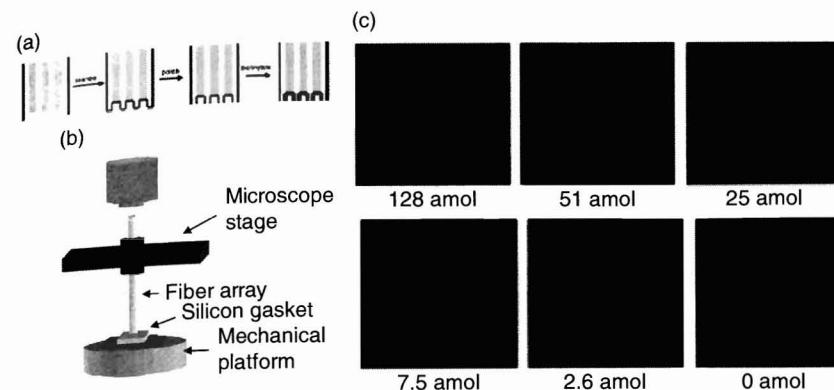 (a)
(b)
Microscope
stage
Fiber array
Silicon gasket
Mechanical
platform
(c)
128 amol
51 amol
25 amol
7.5 amol
2.6 amol
0 amol